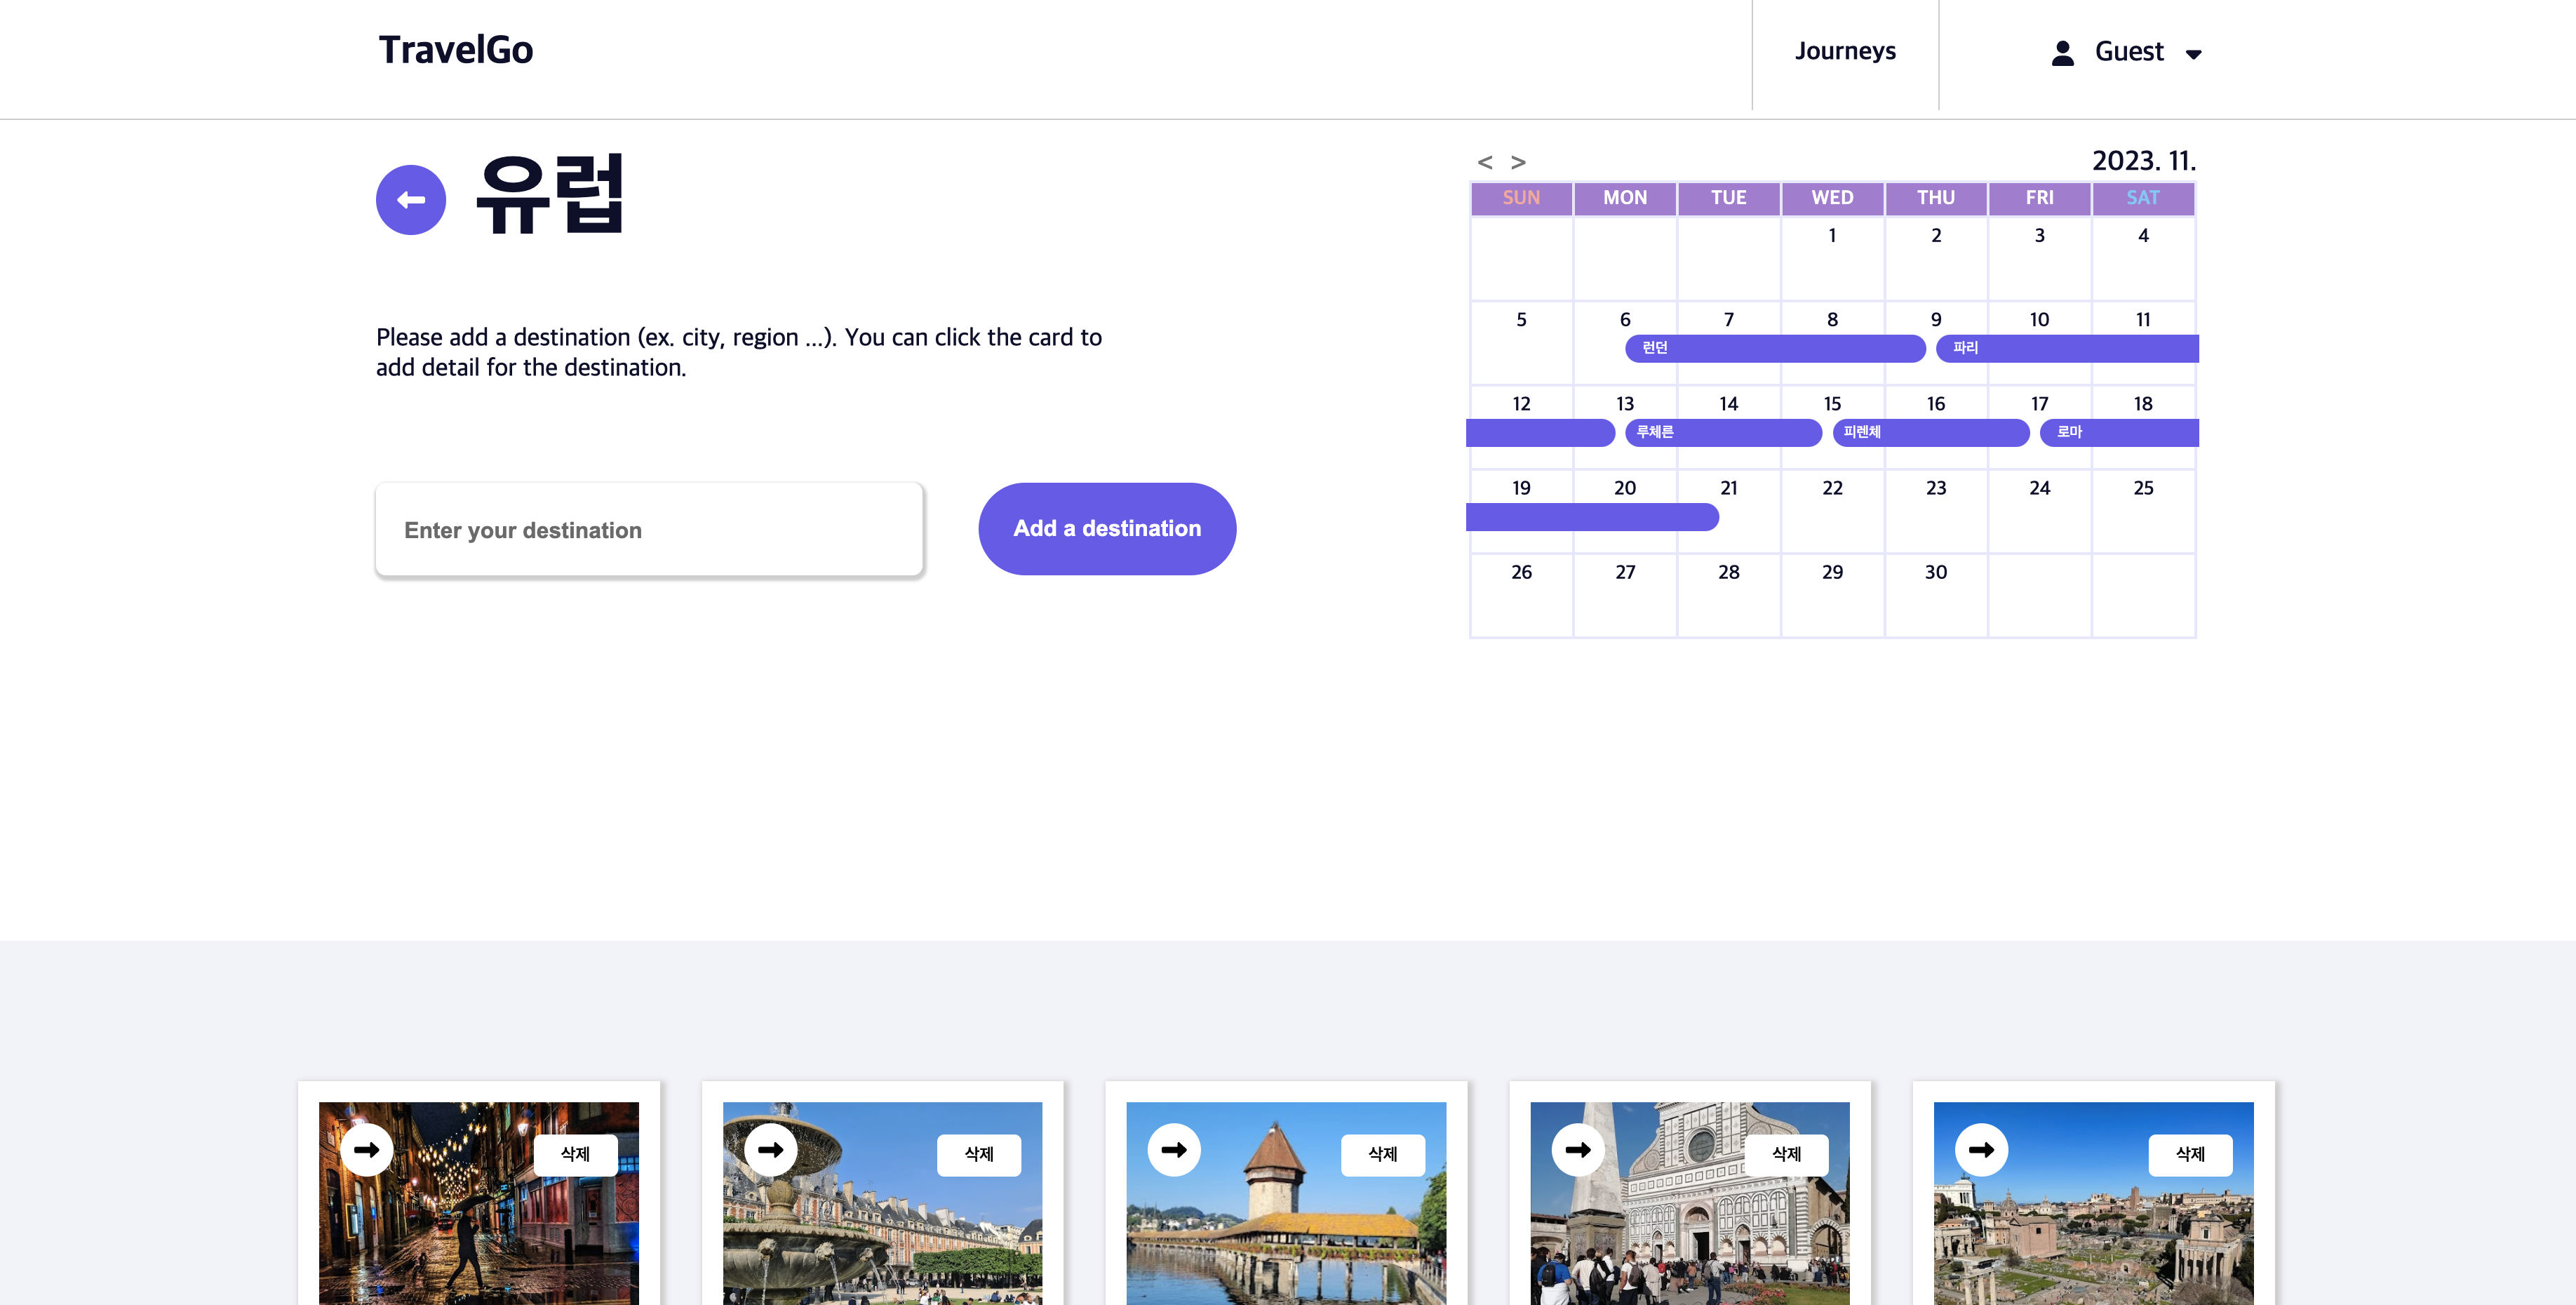 TravelGo
Journeys
Guest
유럽
Please add a destination (ex. city, region ...). You can click the card to
add detail for the destination.
Enter your destination
Add a destination
< >
2023. 11.
SUN MON TUE WED THU FRI SAT
1 2 3 4
5 6 7 8 9 10 11
런던 파리
12 13 14 15 16 17 18
루체른 피렌체 로마
19 20 21 22 23 24 25
26 27 28 29 30
삭제 삭제 삭제 삭제 삭제